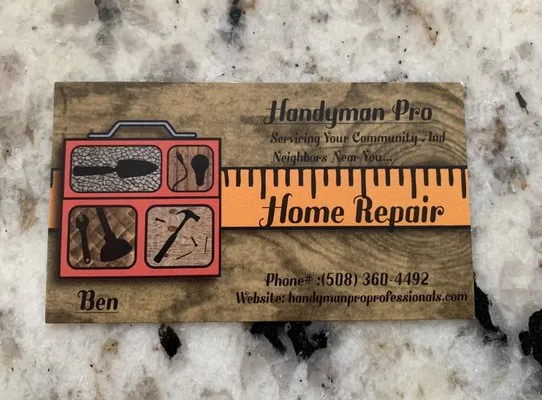 Handyman Pro
Servicing Your Community And
Neighbors Near You...
Home Repair
Phone# :(508) 360-4492
Website: handymanproprofessionals.com
Ben